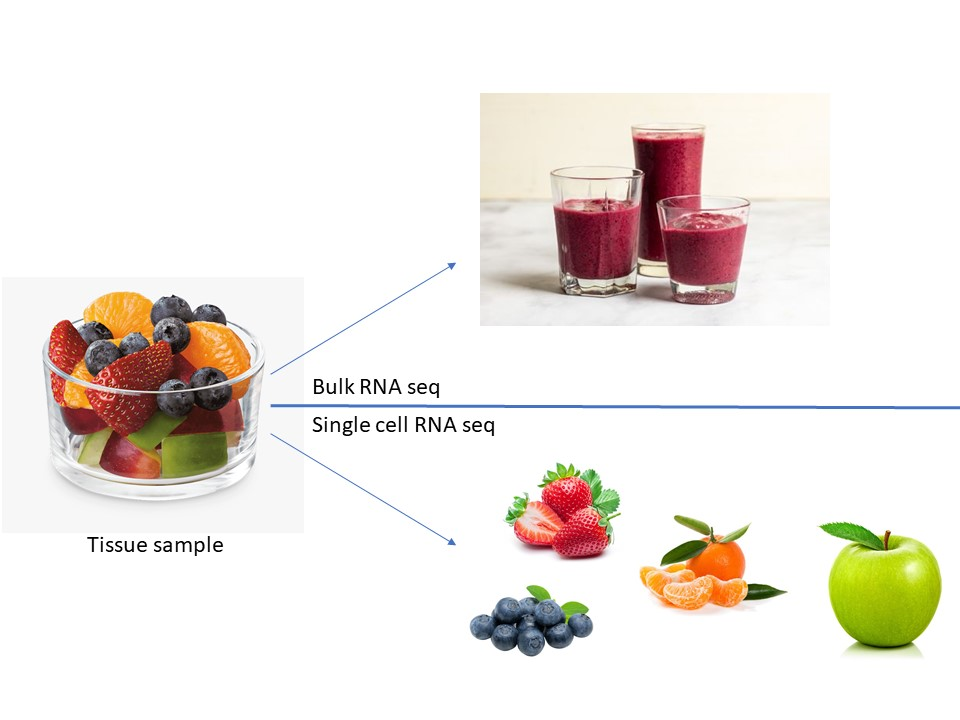 Bulk RNA seq
Single cell RNA seq
Tissue sample